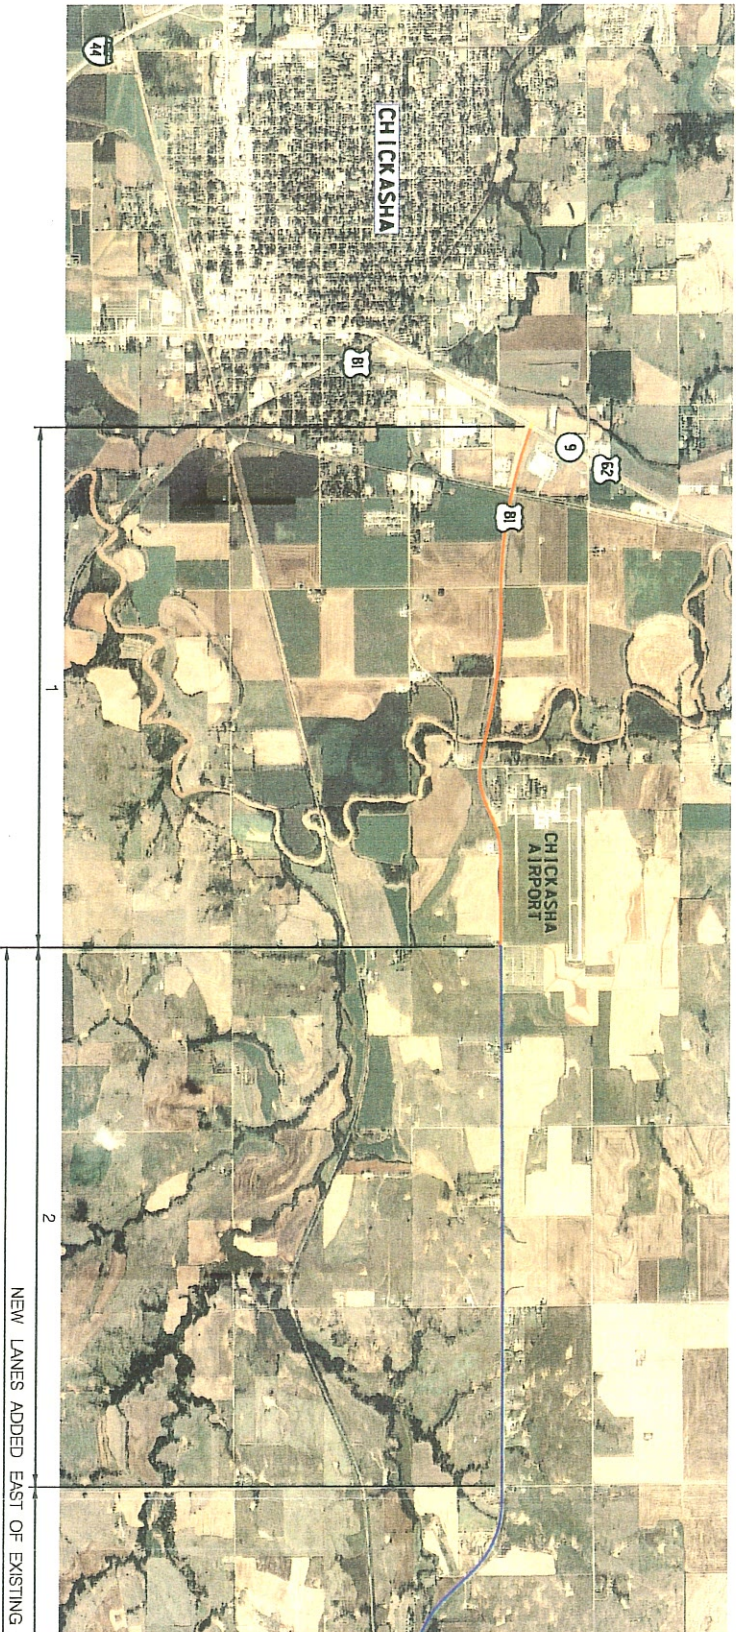 44
CHICKASHA
81
9
62
81
CHICKASHA
AIRPORT
1
2
NEW LANES ADDED EAST OF EXISTING